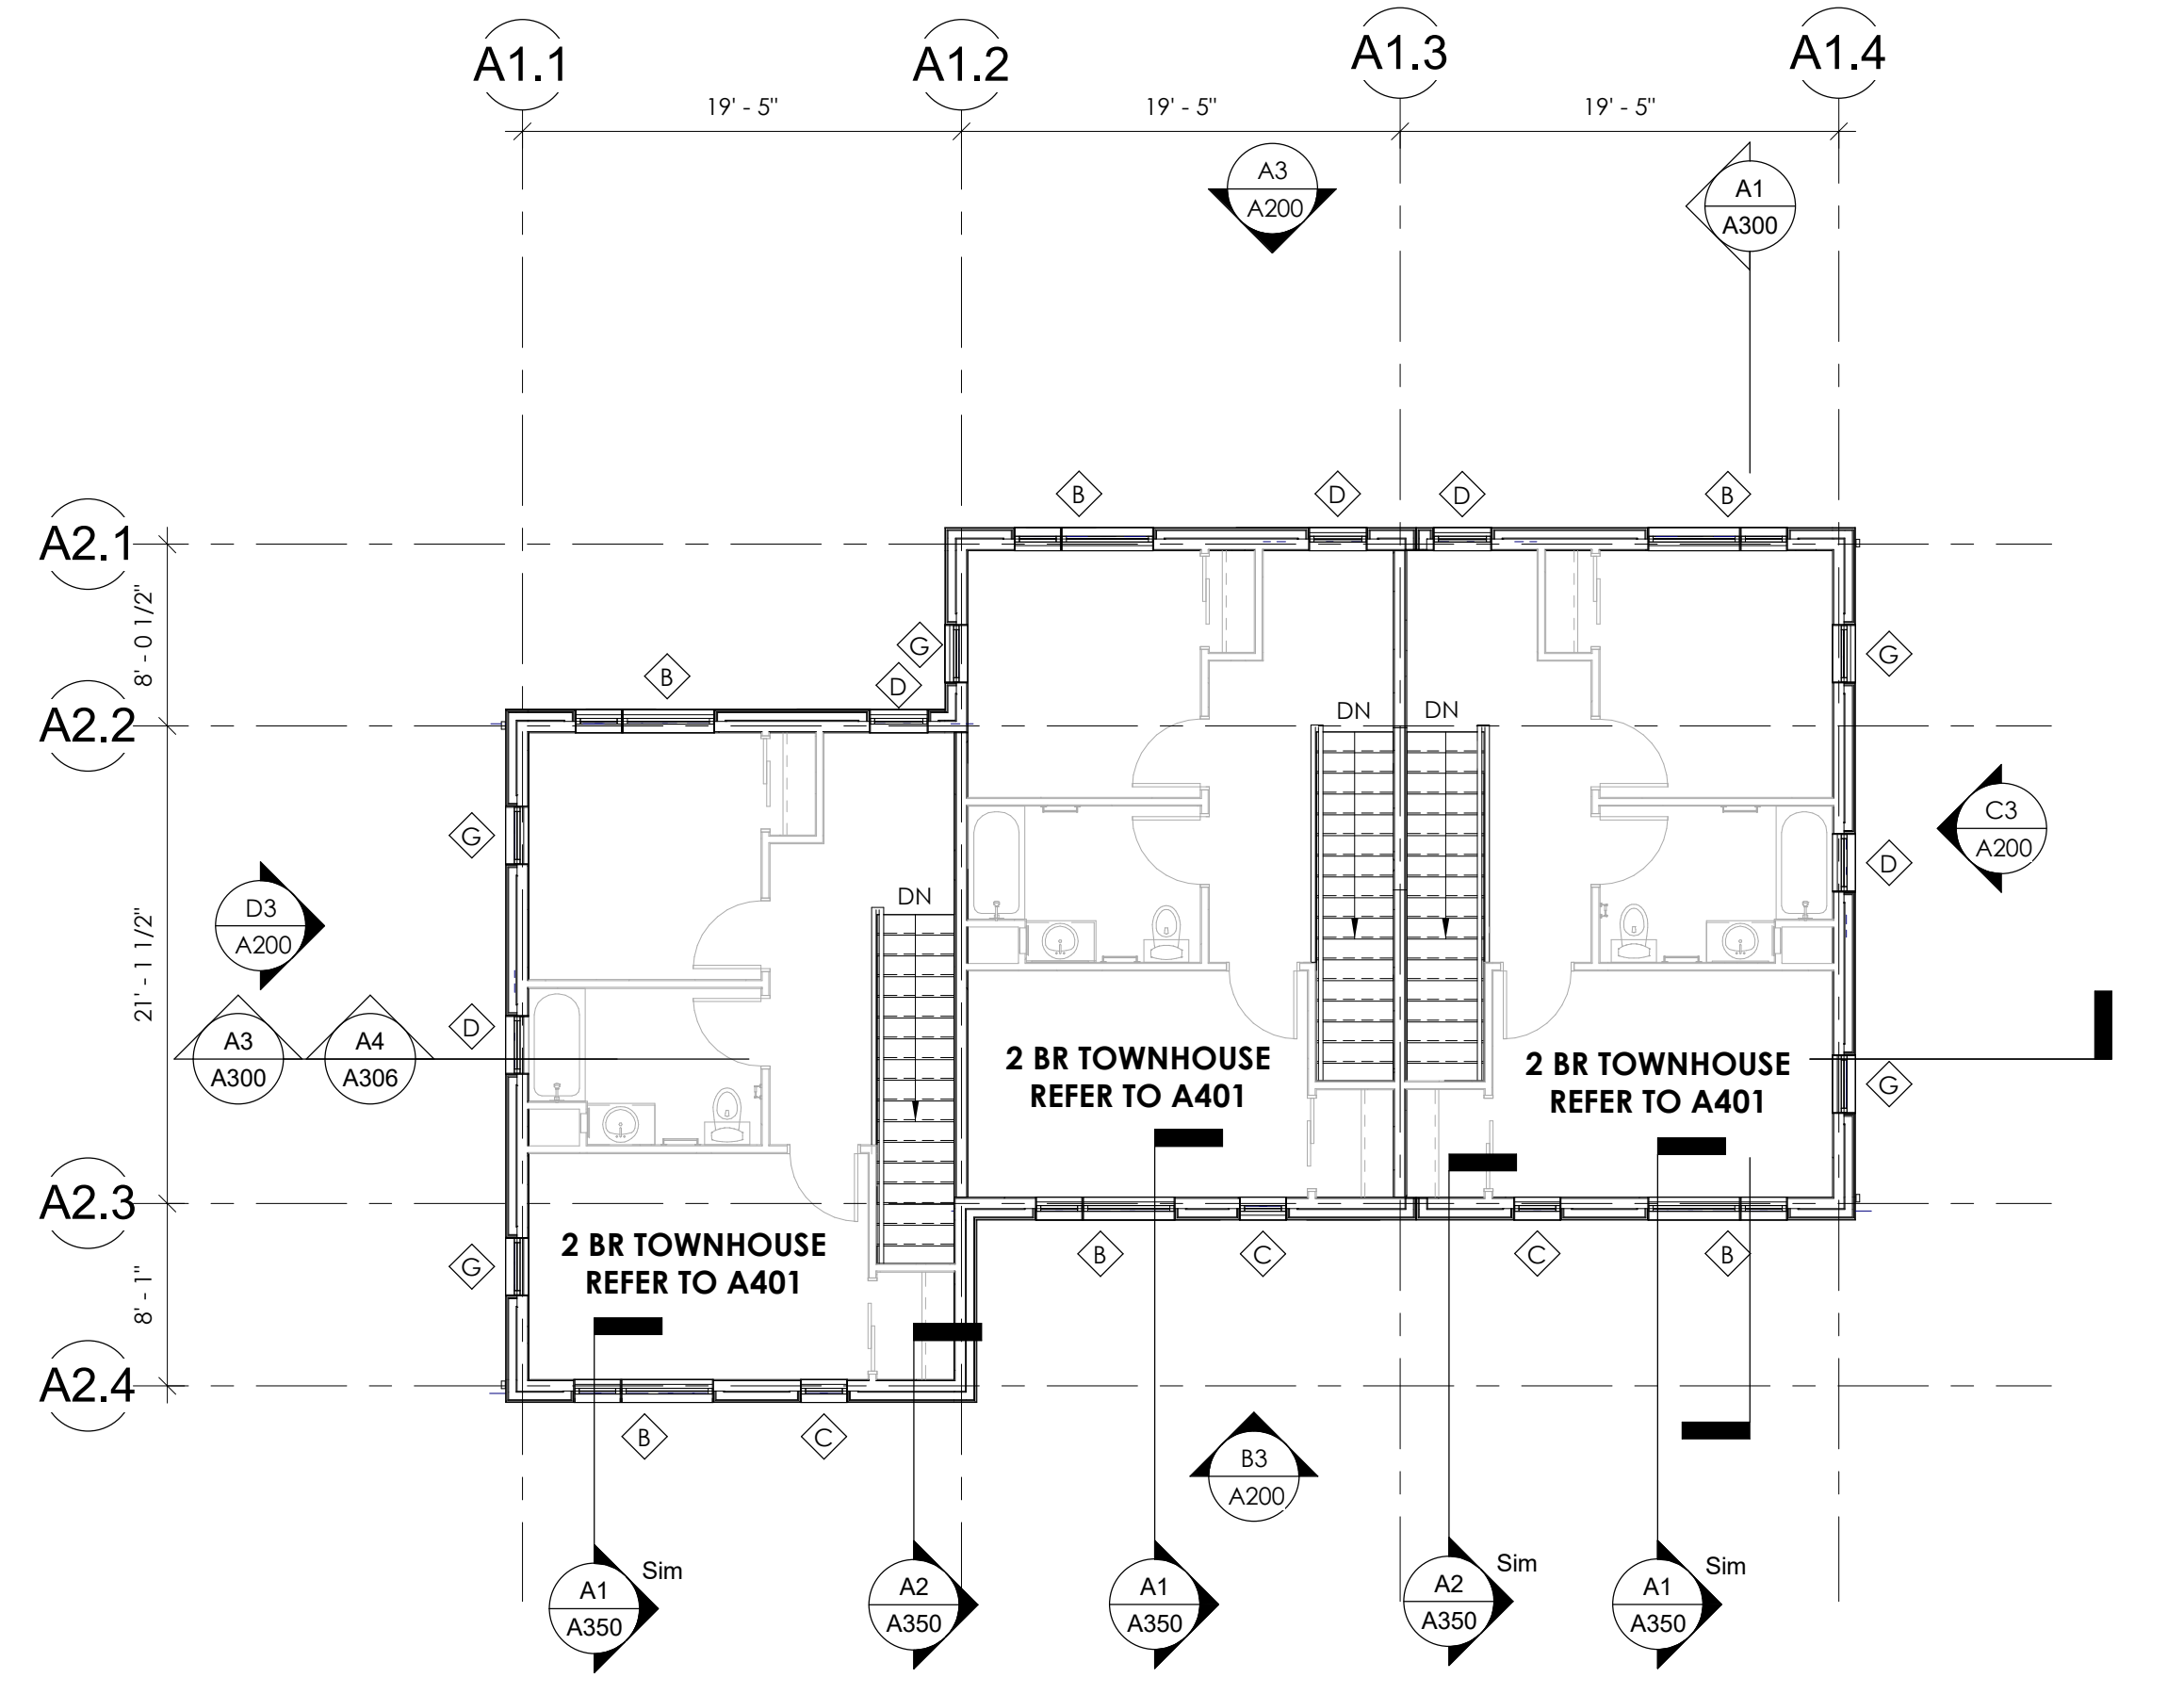 A1.1
A1.2
A1.3
A1.4
19' - 5"
19' - 5"
19' - 5"
A3
A200
A1
A300
B
D
D
B
A2.1
8' - 0 1/2"
G
G
B
D
A2.2
DN
DN
G
C3
A200
D
DN
D3
A200
21' - 1 1/2"
D
A3
A300
A4
A306
2 BR TOWNHOUSE
REFER TO A401
2 BR TOWNHOUSE
REFER TO A401
G
A2.3
2 BR TOWNHOUSE
REFER TO A401
G
B
C
C
B
8' - 1"
A2.4
B
C
B3
A200
A1
A350
Sim
A2
A350
A1
A350
A2
A350
Sim
A1
A350
Sim